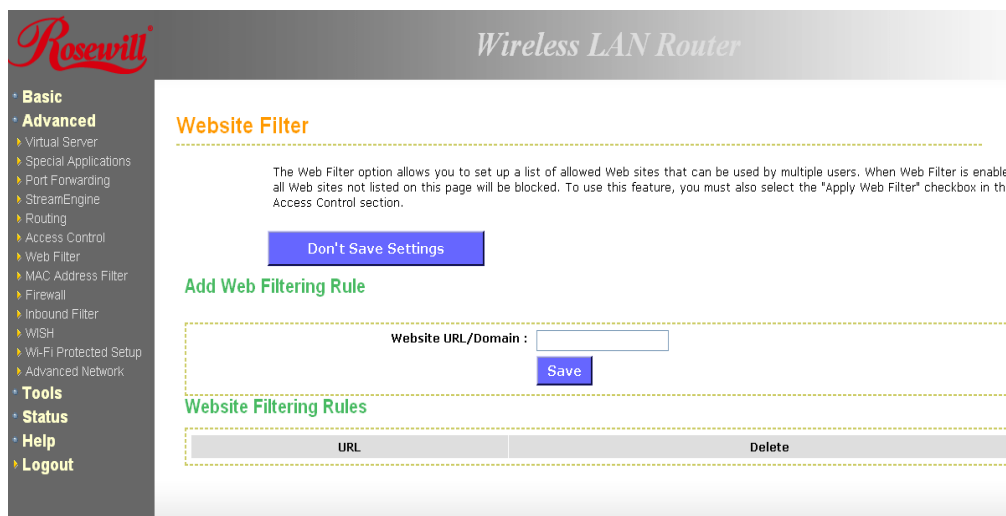 Rosewill
Wireless LAN Router
Basic
Advanced
Virtual Server
Special Applications
Port Forwarding
StreamEngine
Routing
Access Control
Web Filter
MAC Address Filter
Firewall
Inbound Filter
WISH
Wi-Fi Protected Setup
Advanced Network
Tools
Status
Help
Logout
Website Filter
The Web Filter option allows you to set up a list of allowed Web sites that can be used by multiple users. When Web Filter is enable
all Web sites not listed on this page will be blocked. To use this feature, you must also select the "Apply Web Filter" checkbox in th
Access Control section.
Don't Save Settings
Add Web Filtering Rule
Website URL/Domain :
Save
Website Filtering Rules
URL Delete